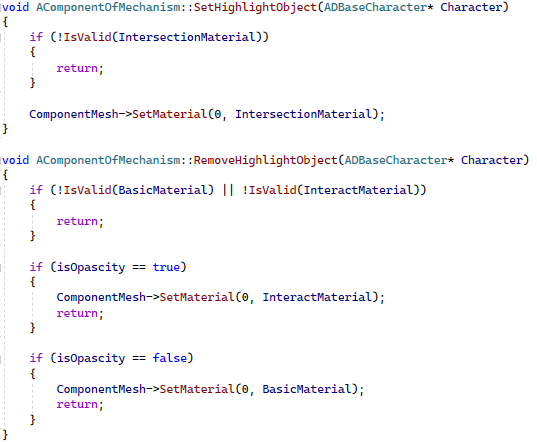 void AComponentOfMechanism::SetHighlightObject(ADBaseCharacter* Character)
{
    if (!IsValid(IntersectionMaterial))
    {
        return;
    }

    ComponentMesh->SetMaterial(0, IntersectionMaterial);
}

void AComponentOfMechanism::RemoveHighlightObject(ADBaseCharacter* Character)
{
    if (!IsValid(BasicMaterial) || !IsValid(InteractMaterial))
    {
        return;
    }

    if (isOpascity == true)
    {
        ComponentMesh->SetMaterial(0, InteractMaterial);
        return;
    }

    if (isOpascity == false)
    {
        ComponentMesh->SetMaterial(0, BasicMaterial);
        return;
    }
}